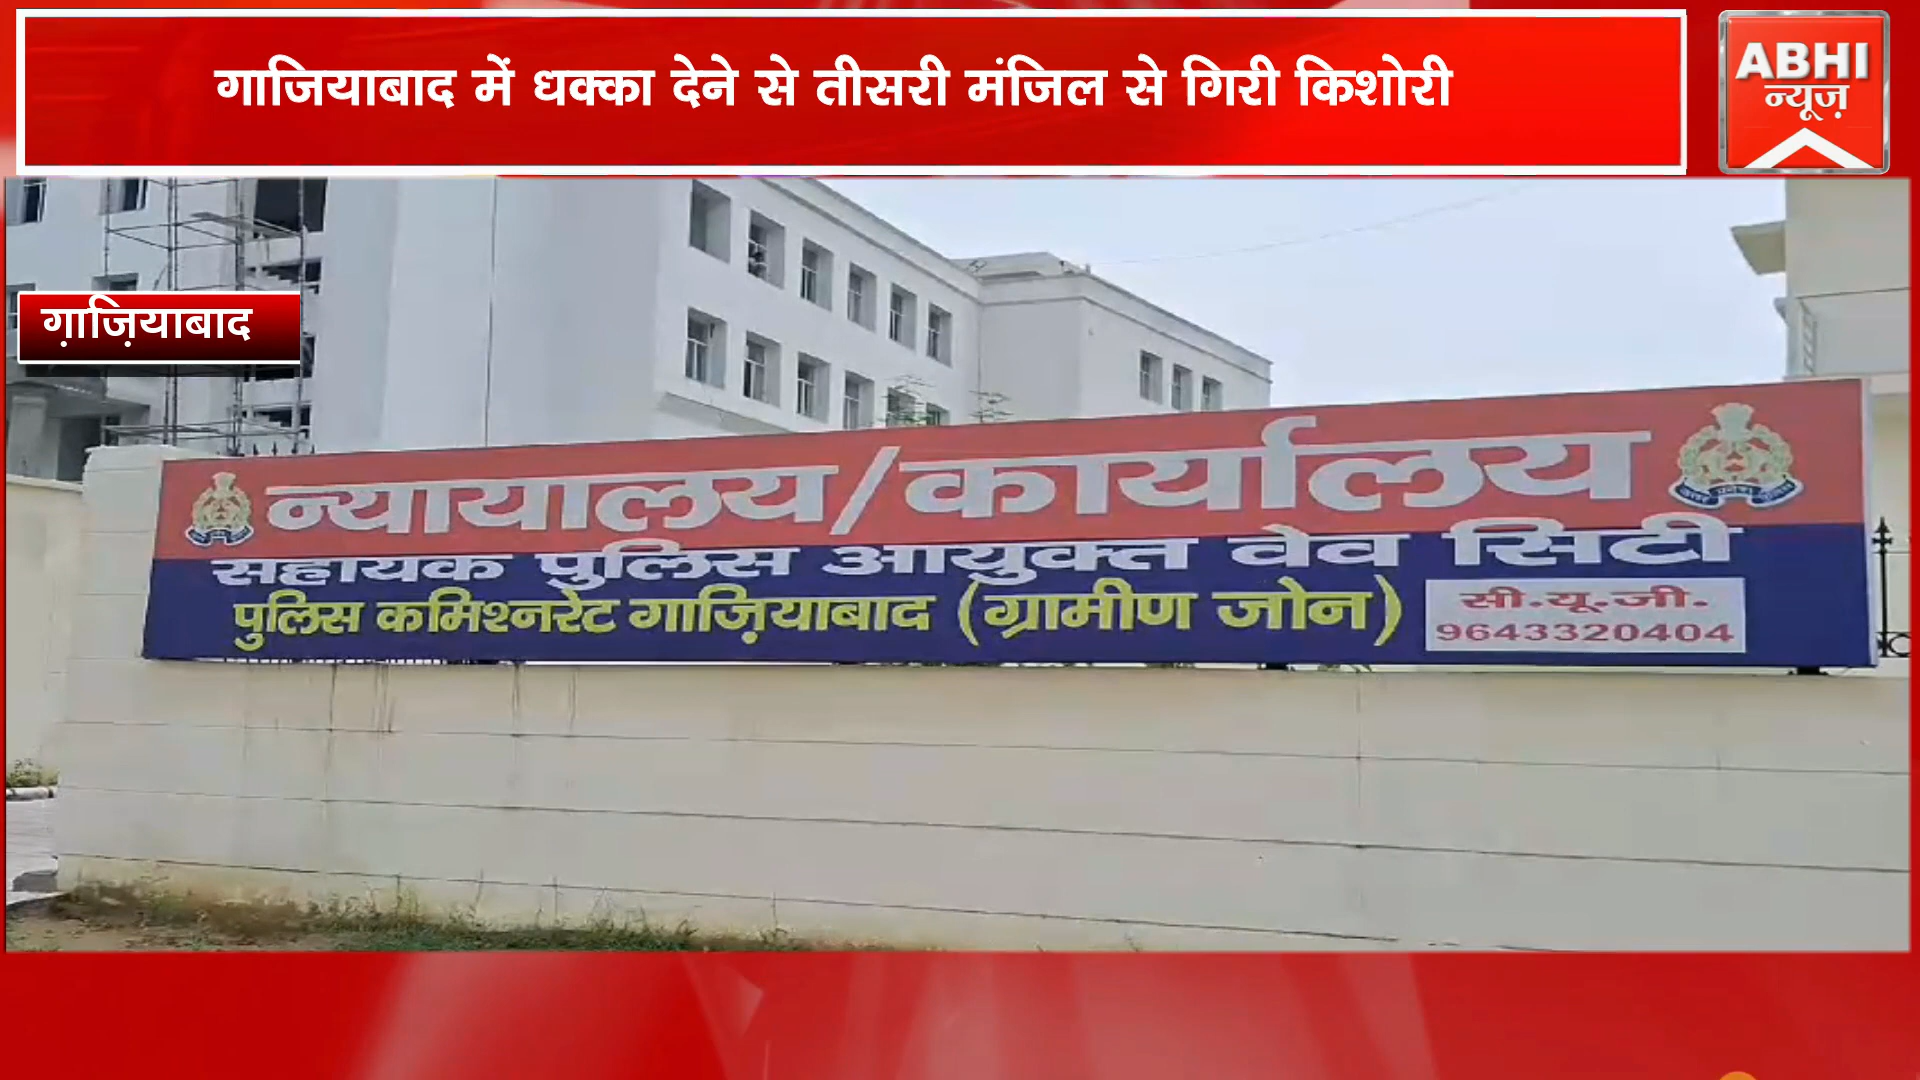 गाजियाबाद में धक्का देने से तीसरी मंजिल से गिरी किशोरी
ABHI
न्यूज़
ग़ाज़ियाबाद
न्यायालय/कार्यालय
सहायक पुलिस आयुक्त वेव सिटी
पुलिस कमिश्नरेट गाज़ियाबाद (ग्रामीण जोन)
सी.यू.जी.
9643320404